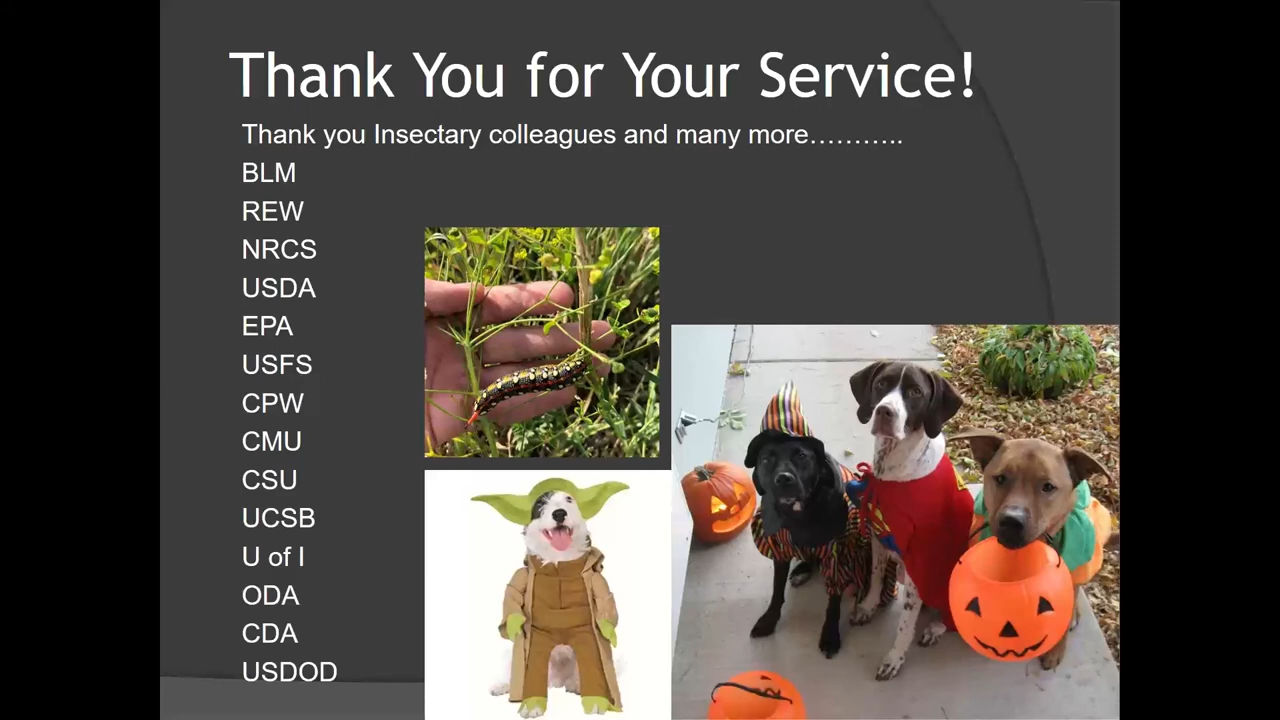 Thank You for Your Service!
Thank you Insectary colleagues and many more………..
BLM
REW
NRCS
USDA
EPA
USFS
CPW
CMU
CSU
UCSB
U of I
ODA
CDA
USDOD